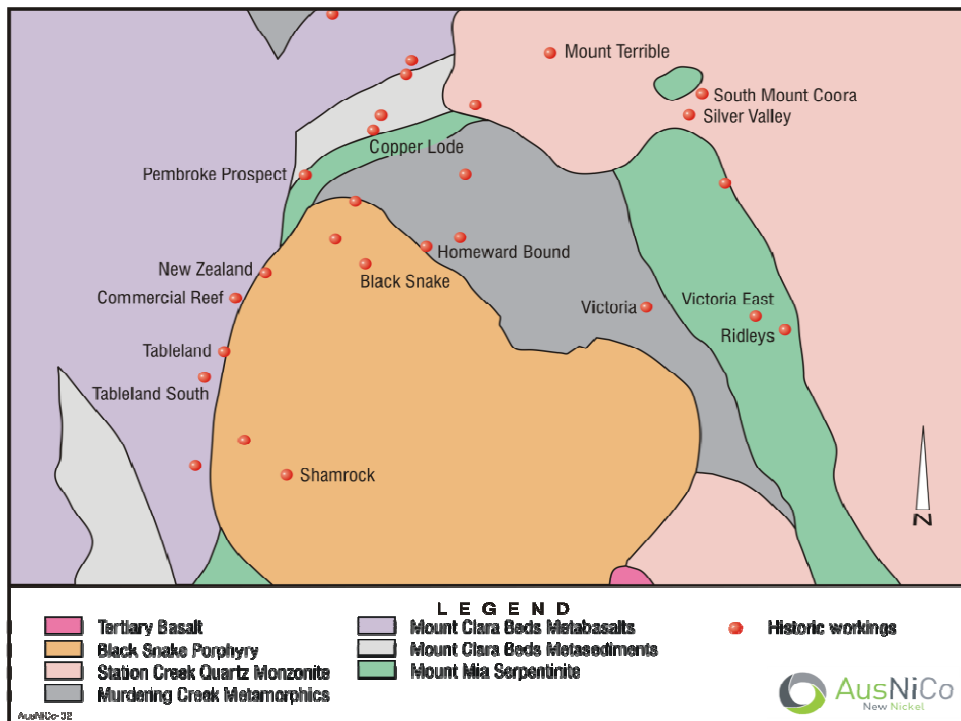 Mount Terrible
South Mount Coora
Silver Valley
Copper Lode
Pembroke Prospect
Homeward Bound
New Zealand
Black Snake
Commercial Reef
Victoria
Victoria East
Ridleys
Tableland
Tableland South
Shamrock
N
LEGEND
Tertiary Basalt
Black Snake Porphyry
Station Creek Quartz Monzonite
Murdering Creek Metamorphics
Mount Clara Beds Metabasalts
Mount Clara Beds Metasediments
Mount Mia Serpentinite
Historic workings
AusNiCo-32
AusNiCo
New Nickel